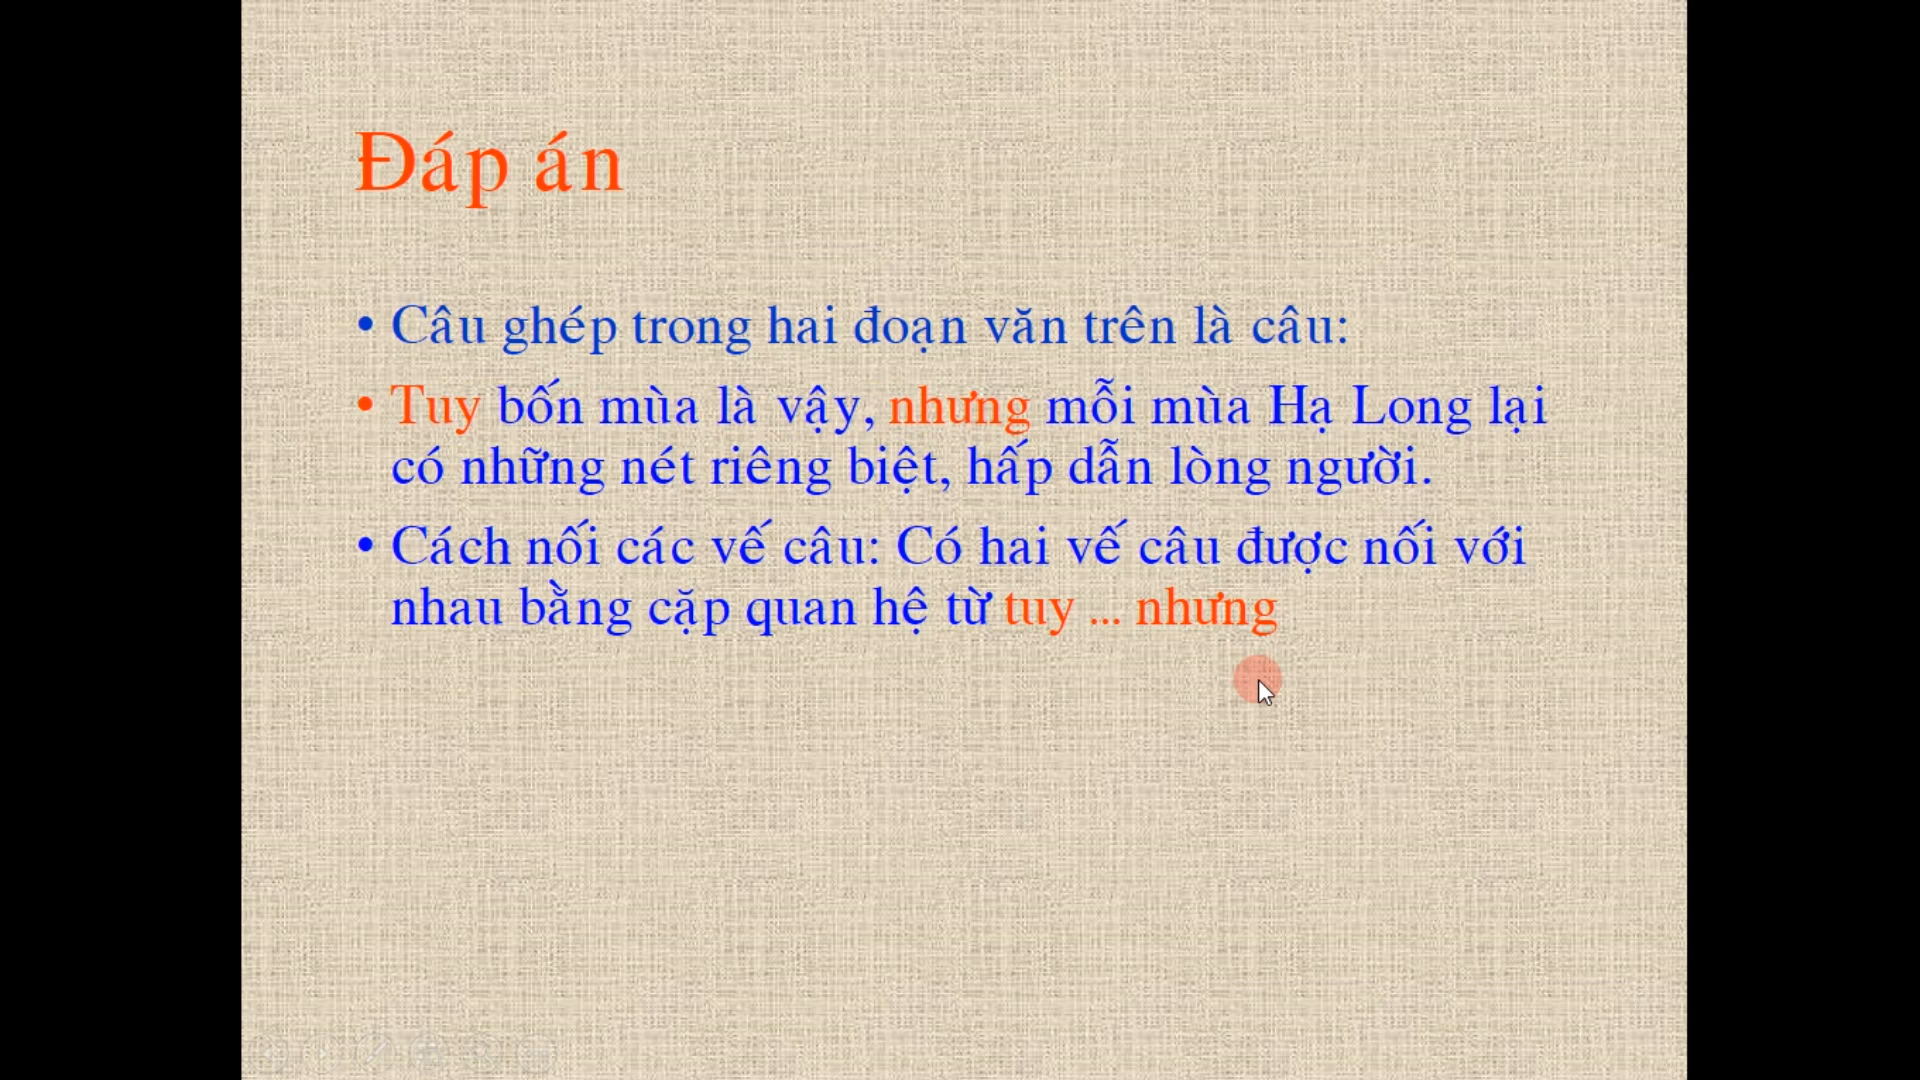 Đáp án
• Câu ghép trong hai đoạn văn trên là câu:
• Tuy bốn mùa là vậy, nhưng mỗi mùa Hạ Long lại
có những nét riêng biệt, hấp dẫn lòng người.
• Cách nối các vế câu: Có hai vế câu được nối với
nhau bằng cặp quan hệ từ tuy ... nhưng